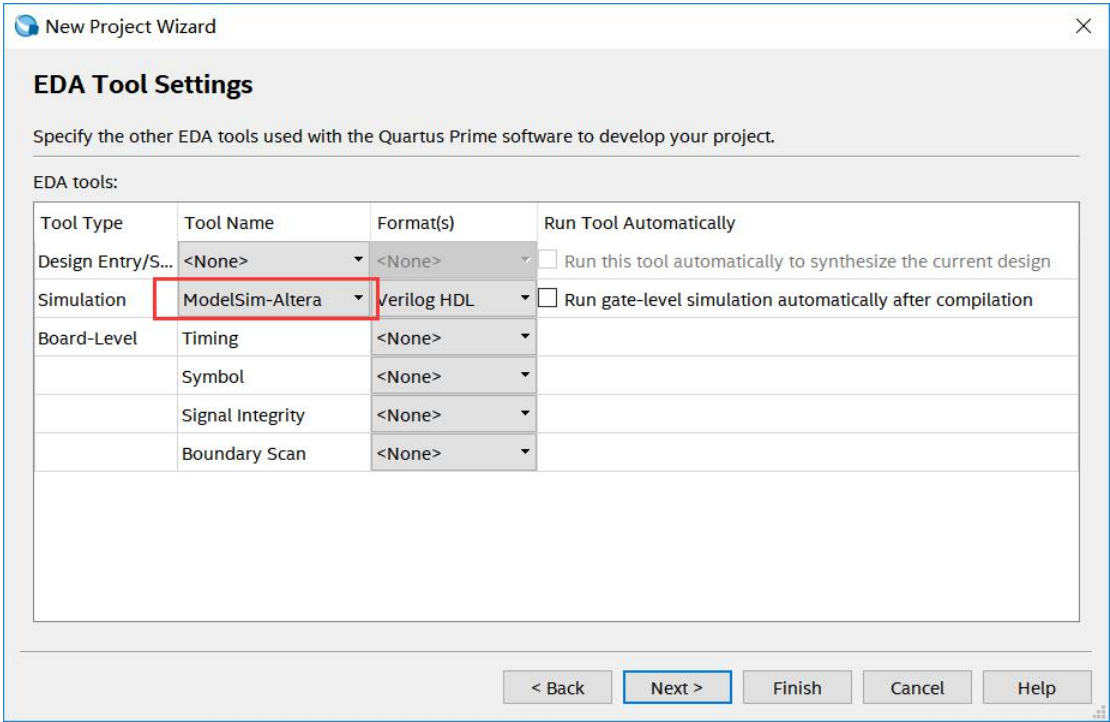 New Project Wizard
EDA Tool Settings
Specify the other EDA tools used with the Quartus Prime software to develop your project.
EDA tools:
Tool Type Tool Name Format(s) Run Tool Automatically
Design Entry/S... <None> <None> Run this tool automatically to synthesize the current design
Simulation ModelSim-Altera Verilog HDL Run gate-level simulation automatically after compilation
Board-Level Timing <None>
Symbol <None>
Signal Integrity <None>
Boundary Scan <None>
< Back Next > Finish Cancel Help